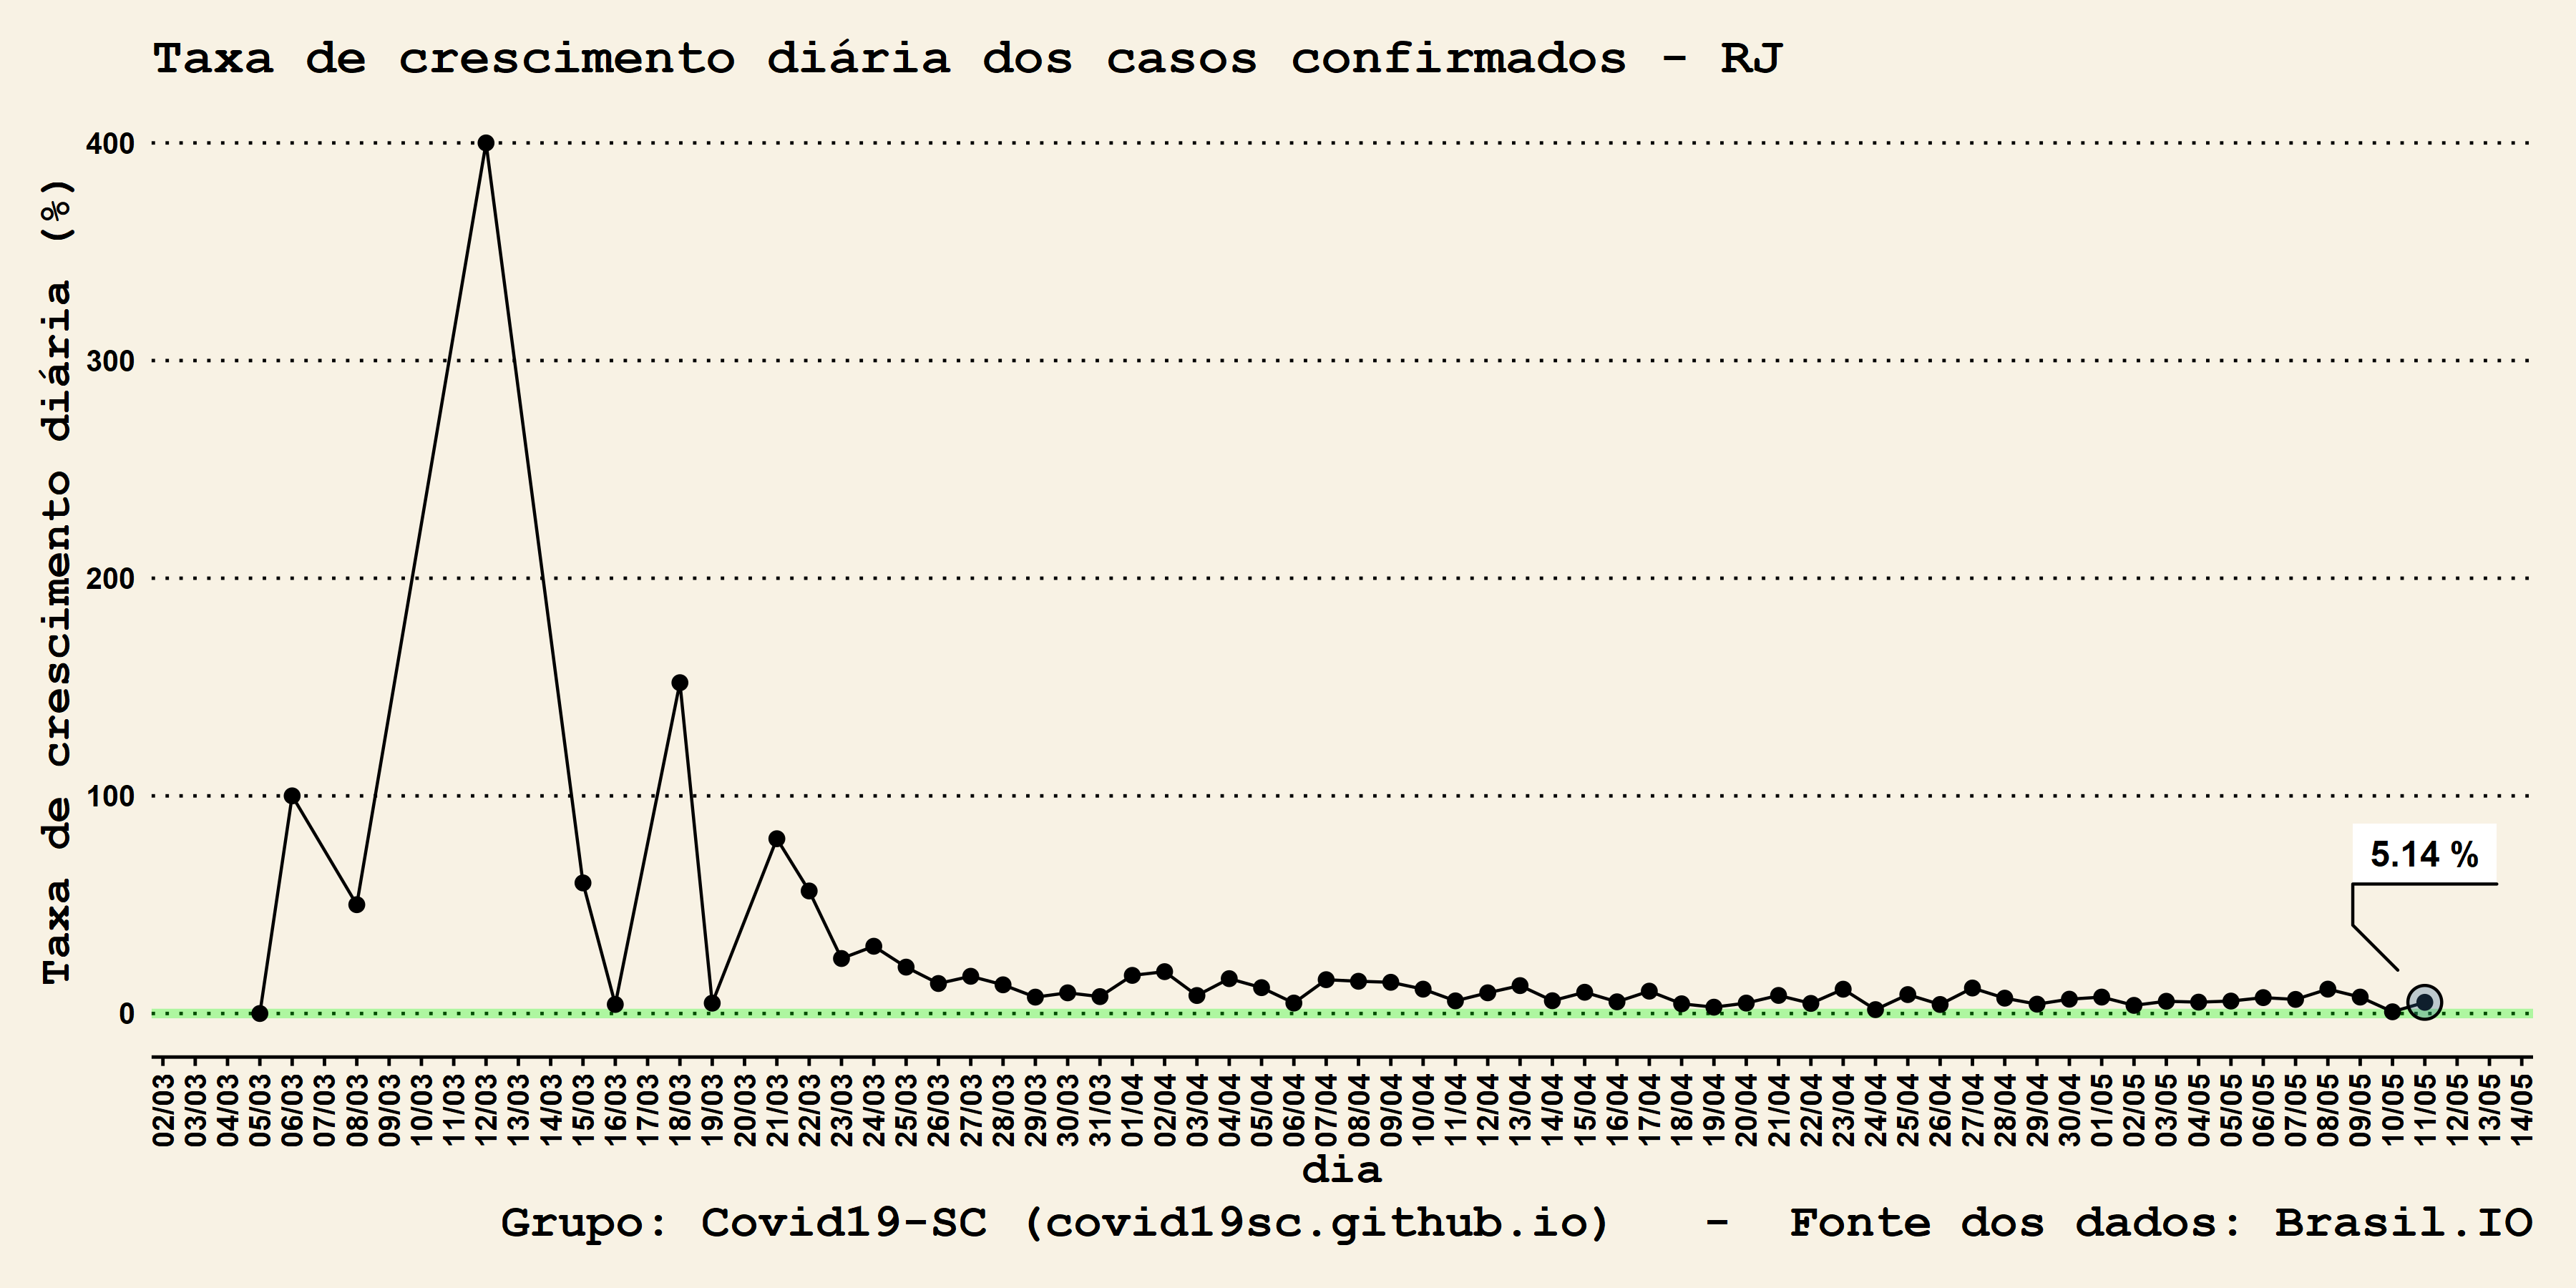 Taxa de crescimento diária dos casos confirmados - RJ
Taxa de crescimento diária (%)
400
300
200
100
0
5.14 %
02/03 03/03 04/03 05/03 06/03 07/03 08/03 09/03 10/03 11/03 12/03 13/03 14/03 15/03 16/03 17/03 18/03 19/03 20/03 21/03 22/03 23/03 24/03 25/03 26/03 27/03 28/03 29/03 30/03 31/03 01/04 02/04 03/04 04/04 05/04 06/04 07/04 08/04 09/04 10/04 11/04 12/04 13/04 14/04 15/04 16/04 17/04 18/04 19/04 20/04 21/04 22/04 23/04 24/04 25/04 26/04 27/04 28/04 29/04 30/04 01/05 02/05 03/05 04/05 05/05 06/05 07/05 08/05 09/05 10/05 11/05 12/05 13/05 14/05
dia
Grupo: Covid19-SC (covid19sc.github.io) - Fonte dos dados: Brasil.IO